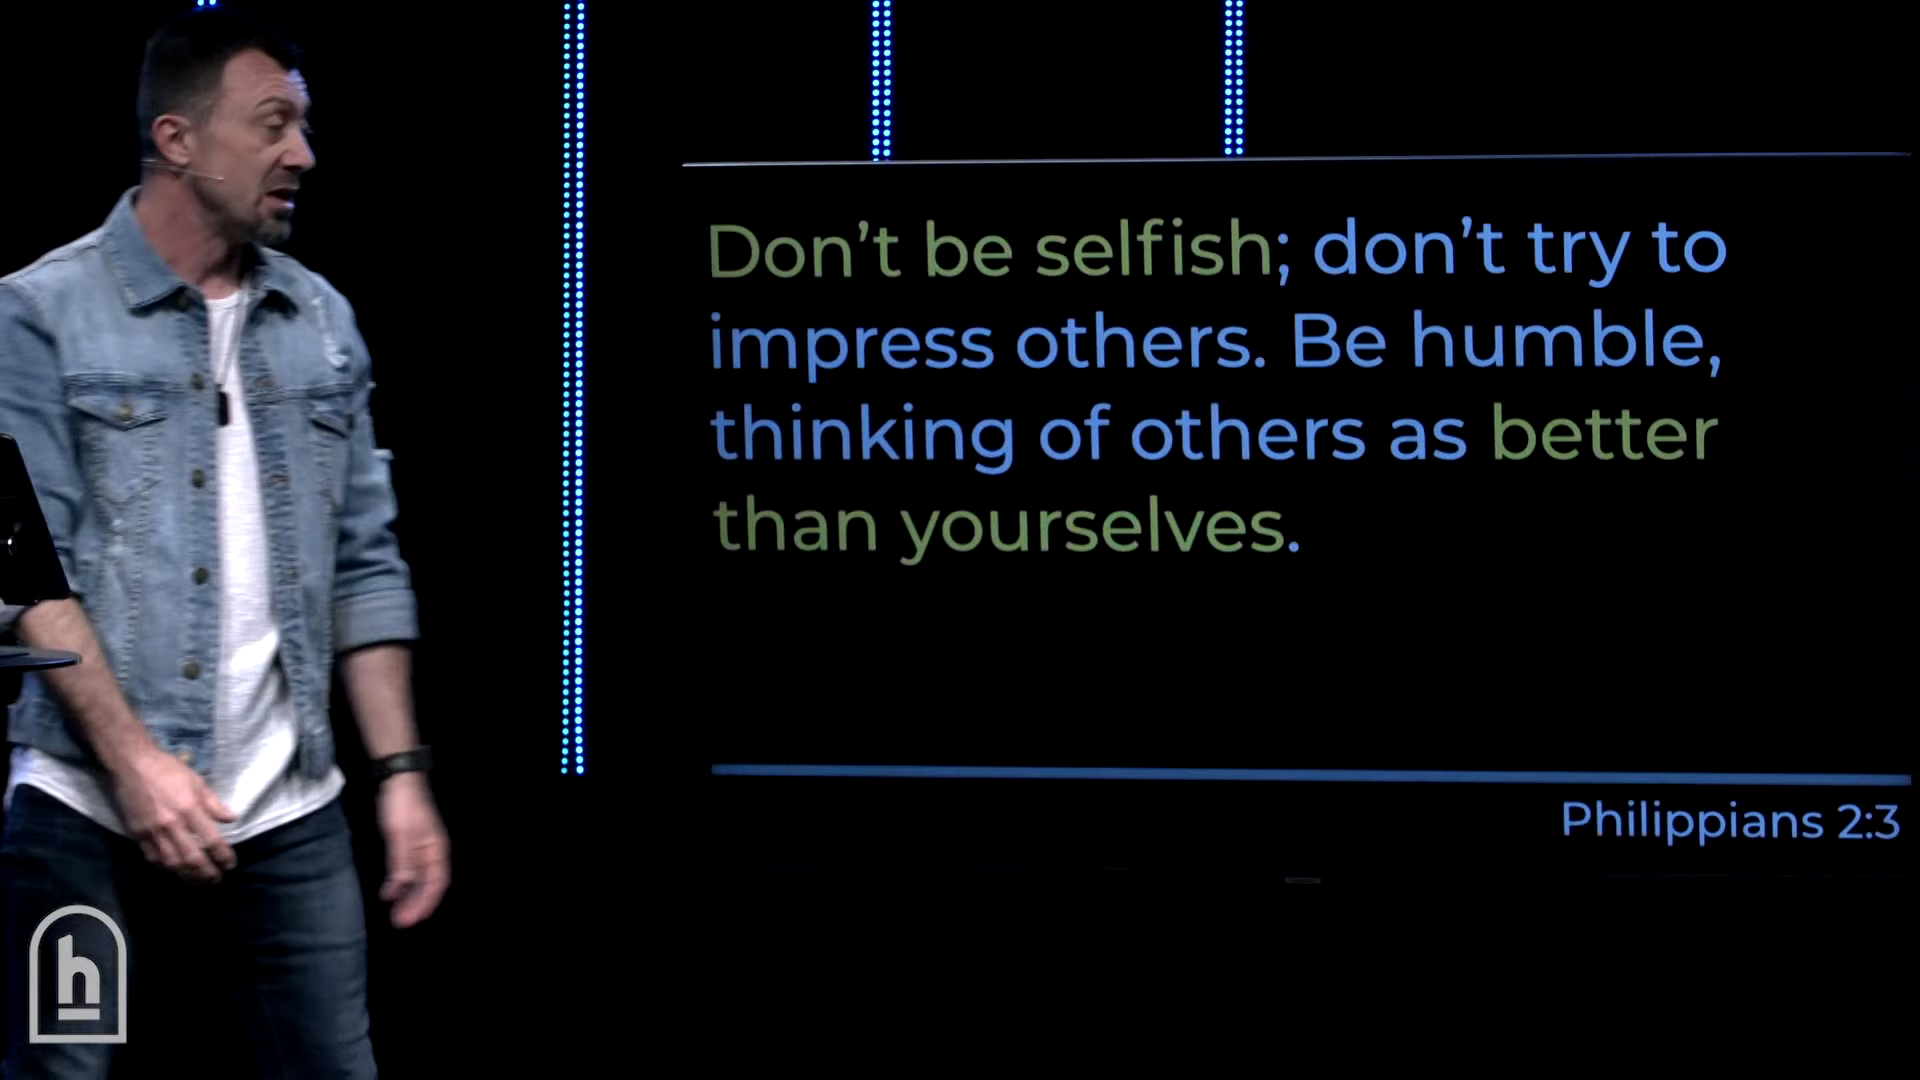 Don’t be selfish; don’t try to
impress others. Be humble,
thinking of others as better
than yourselves.
Philippians 2:3
h